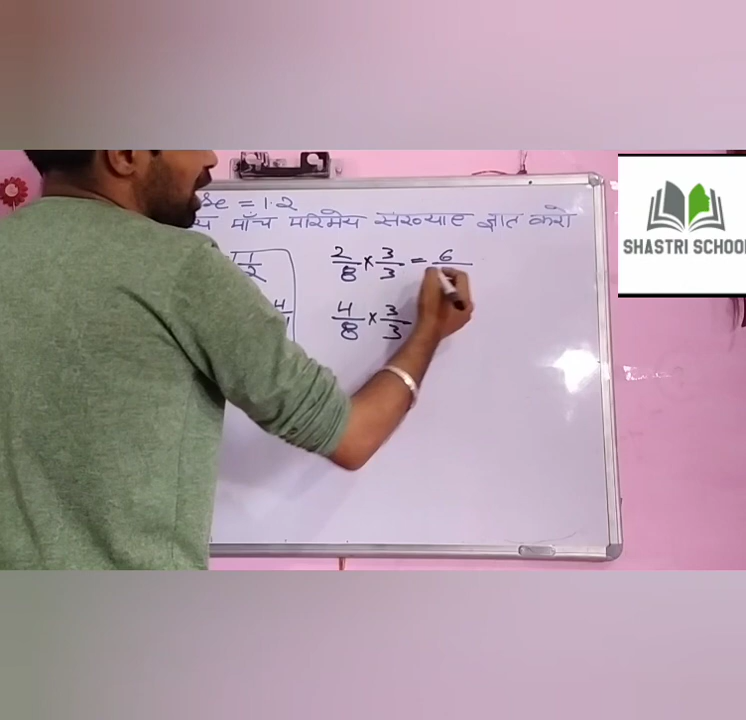 = 1.2
पाँच परिमेय संख्याए ज्ञात करो
2/8 × 3/3 = 6
4/8 × 3/3
SHASTRI SCHOOL